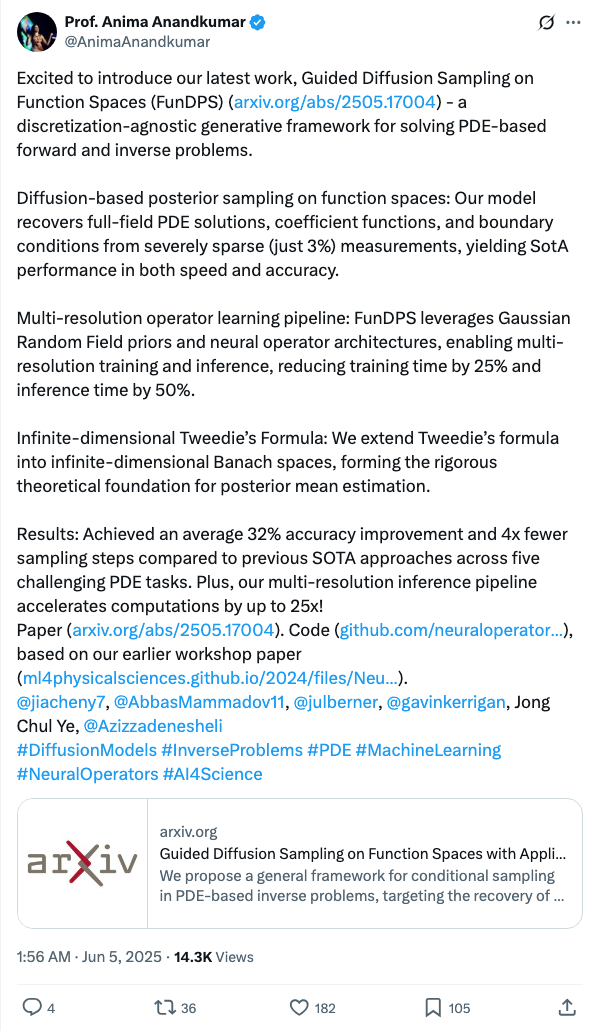 Prof. Anima Anandkumar
@AnimaAnandkumar
Excited to introduce our latest work, Guided Diffusion Sampling on
Function Spaces (FunDPS) (arxiv.org/abs/2505.17004) - a
discretization-agnostic generative framework for solving PDE-based
forward and inverse problems.
Diffusion-based posterior sampling on function spaces: Our model
recovers full-field PDE solutions, coefficient functions, and boundary
conditions from severely sparse (just 3%) measurements, yielding SotA
performance in both speed and accuracy.
Multi-resolution operator learning pipeline: FunDPS leverages Gaussian
Random Field priors and neural operator architectures, enabling multi-
resolution training and inference, reducing training time by 25% and
inference time by 50%.
Infinite-dimensional Tweedie's Formula: We extend Tweedie's formula
into infinite-dimensional Banach spaces, forming the rigorous
theoretical foundation for posterior mean estimation.
Results: Achieved an average 32% accuracy improvement and 4x fewer
sampling steps compared to previous SOTA approaches across five
challenging PDE tasks. Plus, our multi-resolution inference pipeline
accelerates computations by up to 25x!
Paper (arxiv.org/abs/2505.17004). Code (github.com/neuraloperator...),
based on our earlier workshop paper
(ml4physicalsciences.github.io/2024/files/Neu...).
@jiacheny7, @AbbasMammadov11, @julberner, @gavinkerrigan, Jong
Chul Ye, @Azizzadenesheli
#DiffusionModels #InverseProblems #PDE #MachineLearning
#NeuralOperators #AI4Science
arXiv
arxiv.org
Guided Diffusion Sampling on Function Spaces with Appli...
We propose a general framework for conditional sampling
in PDE-based inverse problems, targeting the recovery of ...
1:56 AM · Jun 5, 2025 · 14.3K Views
4 36 182 105